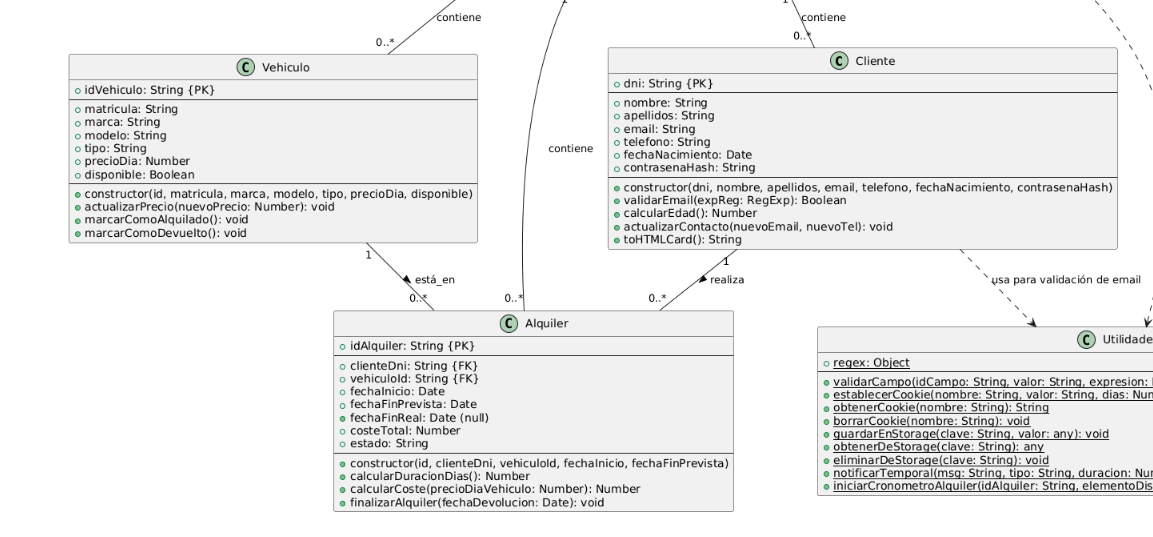 contiene
0..*
C Vehiculo
idVehiculo: String {PK}
matricula: String
marca: String
modelo: String
tipo: String
precioDia: Number
disponible: Boolean
constructor(id, matricula, marca, modelo, tipo, precioDia, disponible)
actualizarPrecio(nuevoPrecio: Number): void
marcarComoAlquilado(): void
marcarComoDevuelto(): void
1
contiene
0..*
1
contiene
0..*
C Cliente
dni: String {PK}
nombre: String
apellidos: String
email: String
telefono: String
fechaNacimiento: Date
contrasenaHash: String
constructor(dni, nombre, apellidos, email, telefono, fechaNacimiento, contrasenaHash)
validarEmail(expReg: RegExp): Boolean
calcularEdad(): Number
actualizarContacto(nuevoEmail, nuevoTel): void
toHTMLCard(): String
1
está_en
0..*
1
realiza
0..*
usa para validación de email
C Alquiler
idAlquiler: String {PK}
clienteDni: String {FK}
vehiculoId: String {FK}
fechaInicio: Date
fechaFinPrevista: Date
fechaFinReal: Date (null)
costeTotal: Number
estado: String
constructor(id, clienteDni, vehiculoId, fechaInicio, fechaFinPrevista)
calcularDuracionDias(): Number
calcularCoste(precioDiaVehiculo: Number): Number
finalizarAlquiler(fechaDevolucion: Date): void
C Utilidade
regex: Object
validarCampo(idCampo: String, valor: String, expresion:
establecerCookie(nombre: String, valor: String, dias: Num
obtenerCookie(nombre: String): String
borrarCookie(nombre: String): void
guardarEnStorage(clave: String, valor: any): void
obtenerDeStorage(clave: String): any
eliminarDeStorage(clave: String): void
notificarTemporal(msg: String, tipo: String, duracion: Nu
iniciarCronometroAlquiler(idAlquiler: String, elementoDis